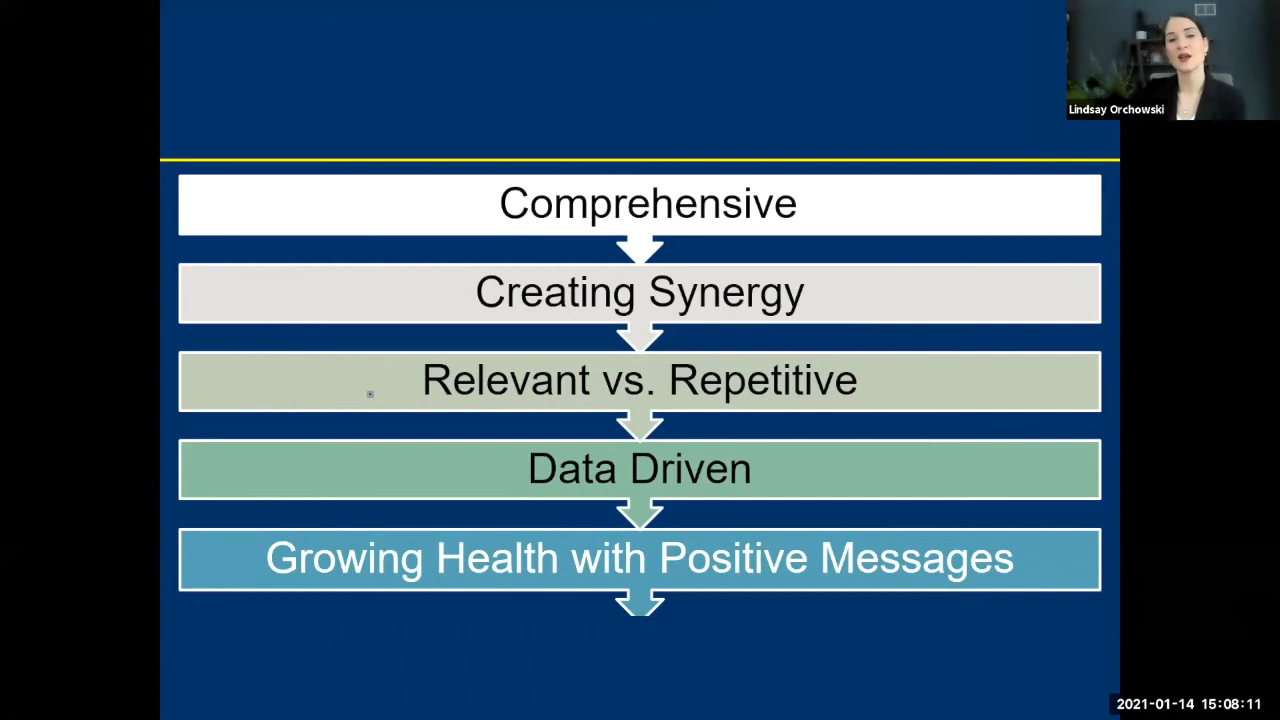 Lindsay Orchowski
Comprehensive
Creating Synergy
Relevant vs. Repetitive
Data Driven
Growing Health with Positive Messages
2021-01-14 15:08:11